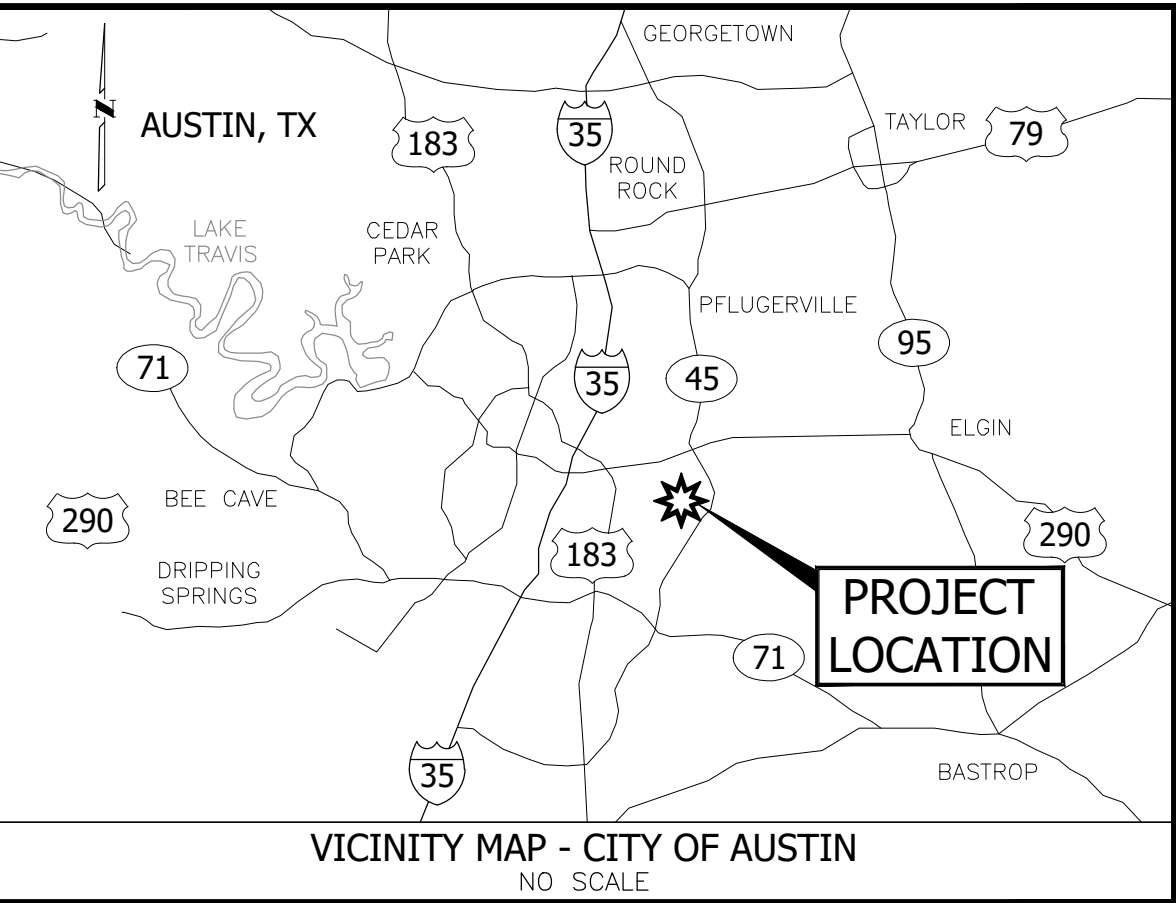 GEORGETOWN
N
AUSTIN, TX
183
35
TAYLOR
79
ROUND
ROCK
LAKE
TRAVIS
CEDAR
PARK
PFLUGERVILLE
71
35
45
95
ELGIN
BEE CAVE
290
183
290
DRIPPING
SPRINGS
PROJECT
LOCATION
71
35
BASTROP
VICINITY MAP - CITY OF AUSTIN
NO SCALE